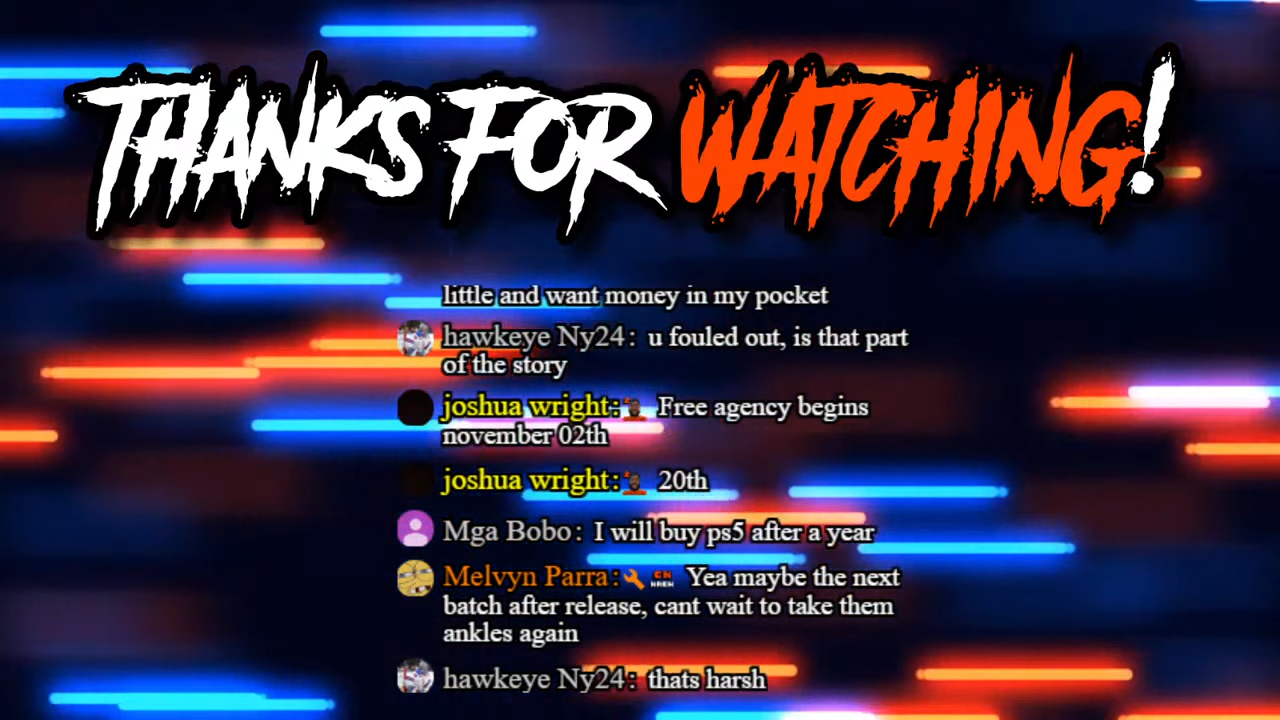 THANKS FOR WATCHING!
little and want money in my pocket
hawkeye Ny24: u fouled out, is that part
of the story
joshua wright: Free agency begins
november 02th
joshua wright: 20th
Mga Bobo: I will buy ps5 after a year
Melvyn Parra: Yea maybe the next
batch after release, cant wait to take them
ankles again
hawkeye Ny24: thats harsh